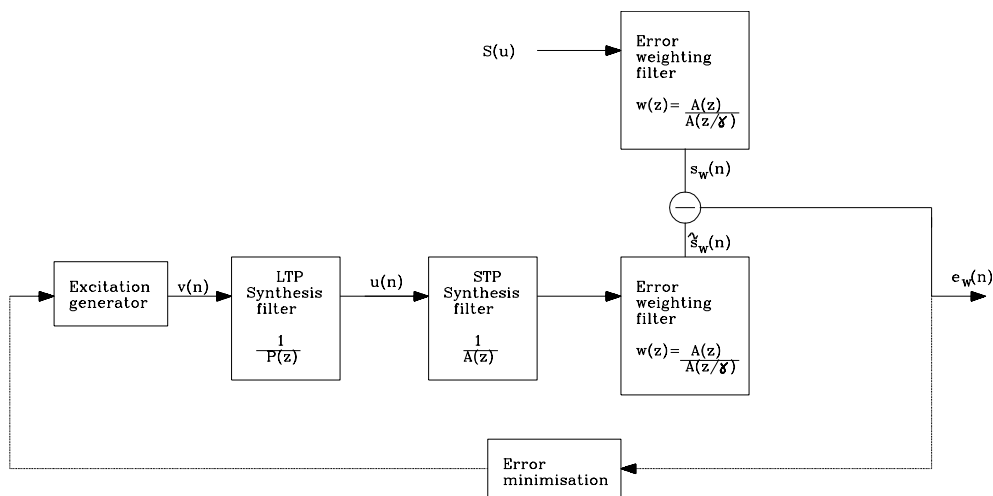 S(u)
Error
weighting
filter
w(z)= A(z)
A(z/γ)
s_w(n)
—
s̃_w(n)
Excitation
generator
v(n)
LTP
Synthesis
filter
1
P(z)
u(n)
STP
Synthesis
filter
1
A(z)
Error
weighting
filter
w(z)= A(z)
A(z/γ)
e_w(n)
Error
minimisation